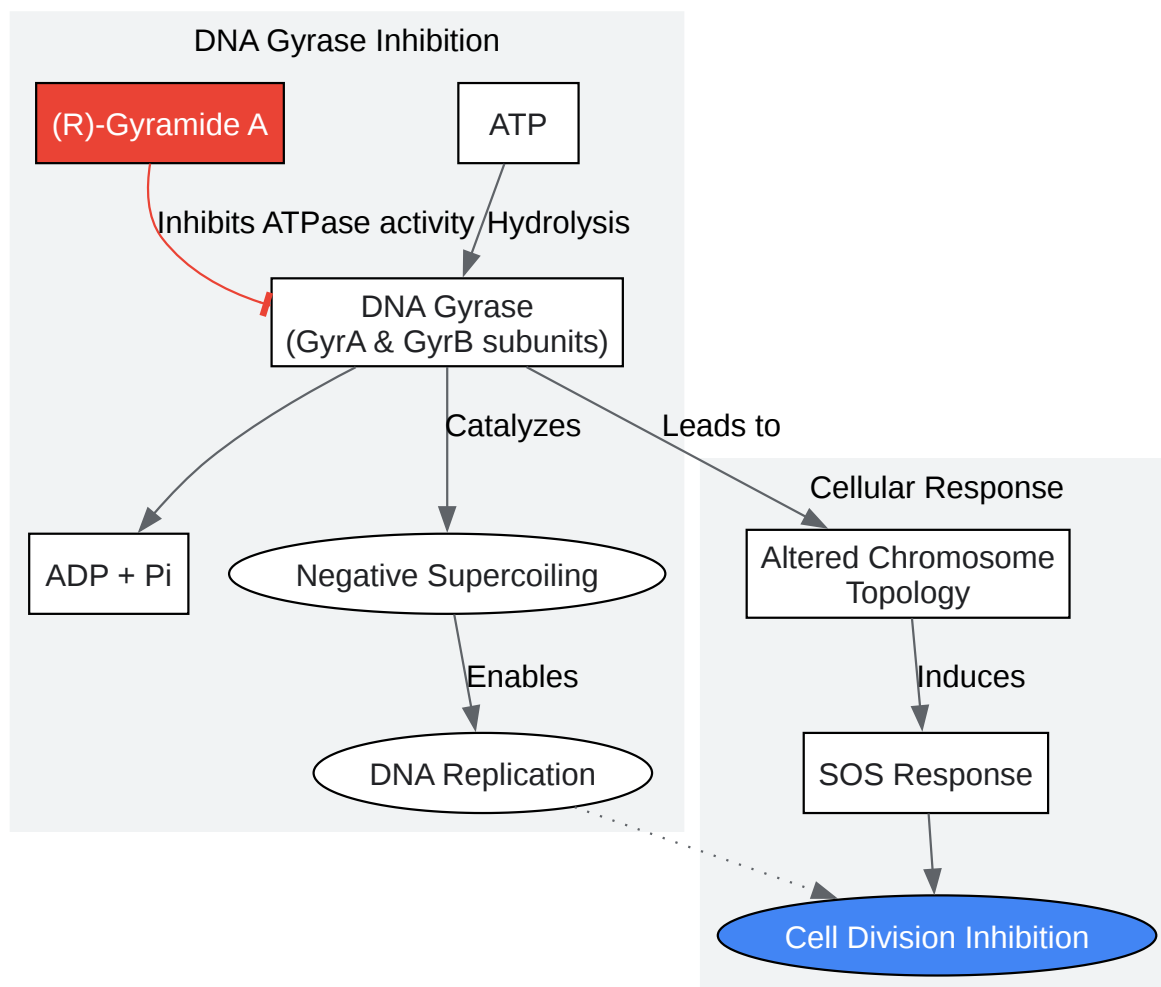 DNA Gyrase Inhibition
(R)-Gyramide A
ATP
Inhibits ATPase activity
Hydrolysis
DNA Gyrase
(GyrA & GyrB subunits)
Catalyzes
Leads to
Cellular Response
ADP + Pi
Negative Supercoiling
Altered Chromosome
Topology
Enables
Induces
DNA Replication
SOS Response
Cell Division Inhibition